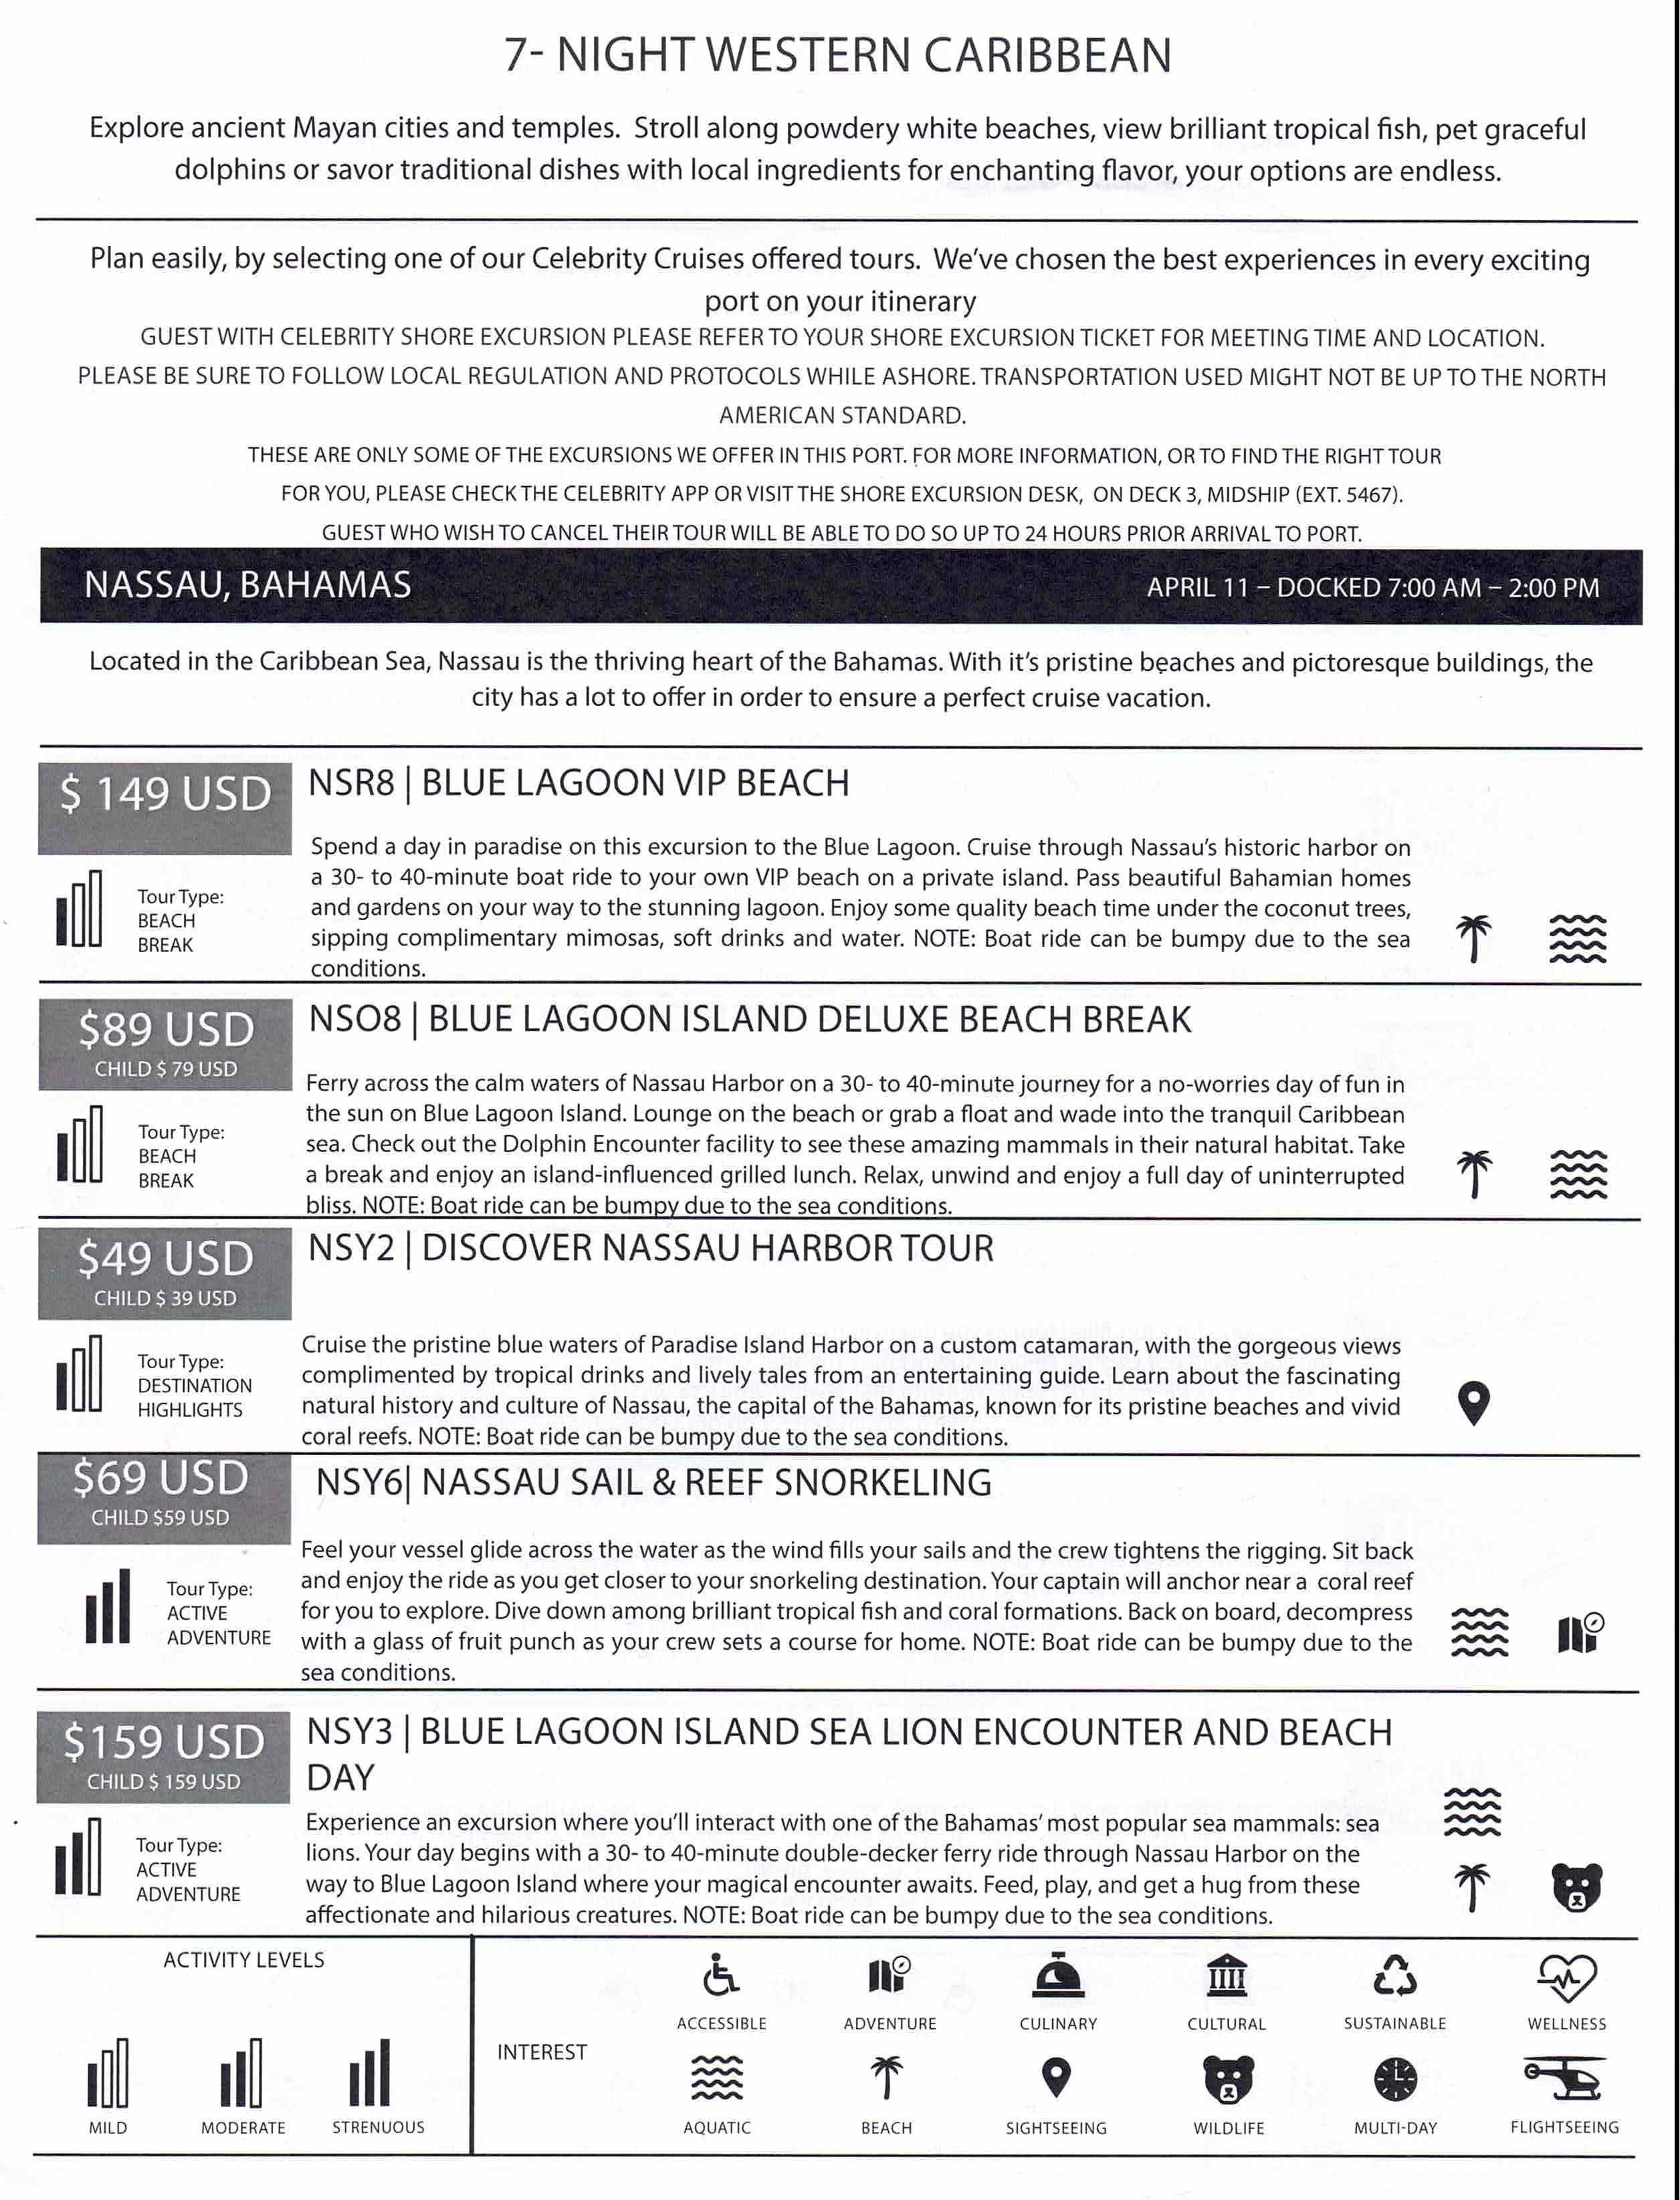 7- NIGHT WESTERN CARIBBEAN
Explore ancient Mayan cities and temples. Stroll along powdery white beaches, view brilliant tropical fish, pet graceful
dolphins or savor traditional dishes with local ingredients for enchanting flavor, your options are endless.
Plan easily, by selecting one of our Celebrity Cruises offered tours. We've chosen the best experiences in every exciting
port on your itinerary
GUEST WITH CELEBRITY SHORE EXCURSION PLEASE REFER TO YOUR SHORE EXCURSION TICKET FOR MEETING TIME AND LOCATION.
PLEASE BE SURE TO FOLLOW LOCAL REGULATION AND PROTOCOLS WHILE ASHORE. TRANSPORTATION USED MIGHT NOT BE UP TO THE NORTH
AMERICAN STANDARD.
THESE ARE ONLY SOME OF THE EXCURSIONS WE OFFER IN THIS PORT. FOR MORE INFORMATION, OR TO FIND THE RIGHT TOUR
FOR YOU, PLEASE CHECK THE CELEBRITY APP OR VISIT THE SHORE EXCURSION DESK, ON DECK 3, MIDSHIP (EXT. 5467).
GUEST WHO WISH TO CANCEL THEIR TOUR WILL BE ABLE TO DO SO UP TO 24 HOURS PRIOR ARRIVAL TO PORT.
NASSAU, BAHAMAS
APRIL 11 – DOCKED 7:00 AM – 2:00 PM
Located in the Caribbean Sea, Nassau is the thriving heart of the Bahamas. With it's pristine beaches and pictoresque buildings, the
city has a lot to offer in order to ensure a perfect cruise vacation.
$ 149 USD
NSR8 | BLUE LAGOON VIP BEACH
Tour Type:
BEACH
BREAK
Spend a day in paradise on this excursion to the Blue Lagoon. Cruise through Nassau's historic harbor on
a 30- to 40-minute boat ride to your own VIP beach on a private island. Pass beautiful Bahamian homes
and gardens on your way to the stunning lagoon. Enjoy some quality beach time under the coconut trees,
sipping complimentary mimosas, soft drinks and water. NOTE: Boat ride can be bumpy due to the sea
conditions.
$89 USD
CHILD $ 79 USD
NSO8 | BLUE LAGOON ISLAND DELUXE BEACH BREAK
Tour Type:
BEACH
BREAK
Ferry across the calm waters of Nassau Harbor on a 30- to 40-minute journey for a no-worries day of fun in
the sun on Blue Lagoon Island. Lounge on the beach or grab a float and wade into the tranquil Caribbean
sea. Check out the Dolphin Encounter facility to see these amazing mammals in their natural habitat. Take
a break and enjoy an island-influenced grilled lunch. Relax, unwind and enjoy a full day of uninterrupted
bliss. NOTE: Boat ride can be bumpy due to the sea conditions.
$49 USD
CHILD $ 39 USD
NSY2 | DISCOVER NASSAU HARBOR TOUR
Tour Type:
DESTINATION
HIGHLIGHTS
Cruise the pristine blue waters of Paradise Island Harbor on a custom catamaran, with the gorgeous views
complimented by tropical drinks and lively tales from an entertaining guide. Learn about the fascinating
natural history and culture of Nassau, the capital of the Bahamas, known for its pristine beaches and vivid
coral reefs. NOTE: Boat ride can be bumpy due to the sea conditions.
$69 USD
CHILD $59 USD
NSY6| NASSAU SAIL & REEF SNORKELING
Tour Type:
ACTIVE
ADVENTURE
Feel your vessel glide across the water as the wind fills your sails and the crew tightens the rigging. Sit back
and enjoy the ride as you get closer to your snorkeling destination. Your captain will anchor near a coral reef
for you to explore. Dive down among brilliant tropical fish and coral formations. Back on board, decompress
with a glass of fruit punch as your crew sets a course for home. NOTE: Boat ride can be bumpy due to the
sea conditions.
$159 USD
CHILD $ 159 USD
NSY3 | BLUE LAGOON ISLAND SEA LION ENCOUNTER AND BEACH
DAY
Tour Type:
ACTIVE
ADVENTURE
Experience an excursion where you'll interact with one of the Bahamas' most popular sea mammals: sea
lions. Your day begins with a 30- to 40-minute double-decker ferry ride through Nassau Harbor on the
way to Blue Lagoon Island where your magical encounter awaits. Feed, play, and get a hug from these
affectionate and hilarious creatures. NOTE: Boat ride can be bumpy due to the sea conditions.
ACTIVITY LEVELS
MILD
MODERATE
STRENUOUS
INTEREST
ACCESSIBLE
ADVENTURE
CULINARY
CULTURAL
SUSTAINABLE
WELLNESS
AQUATIC
BEACH
SIGHTSEEING
WILDLIFE
MULTI-DAY
FLIGHTSEEING